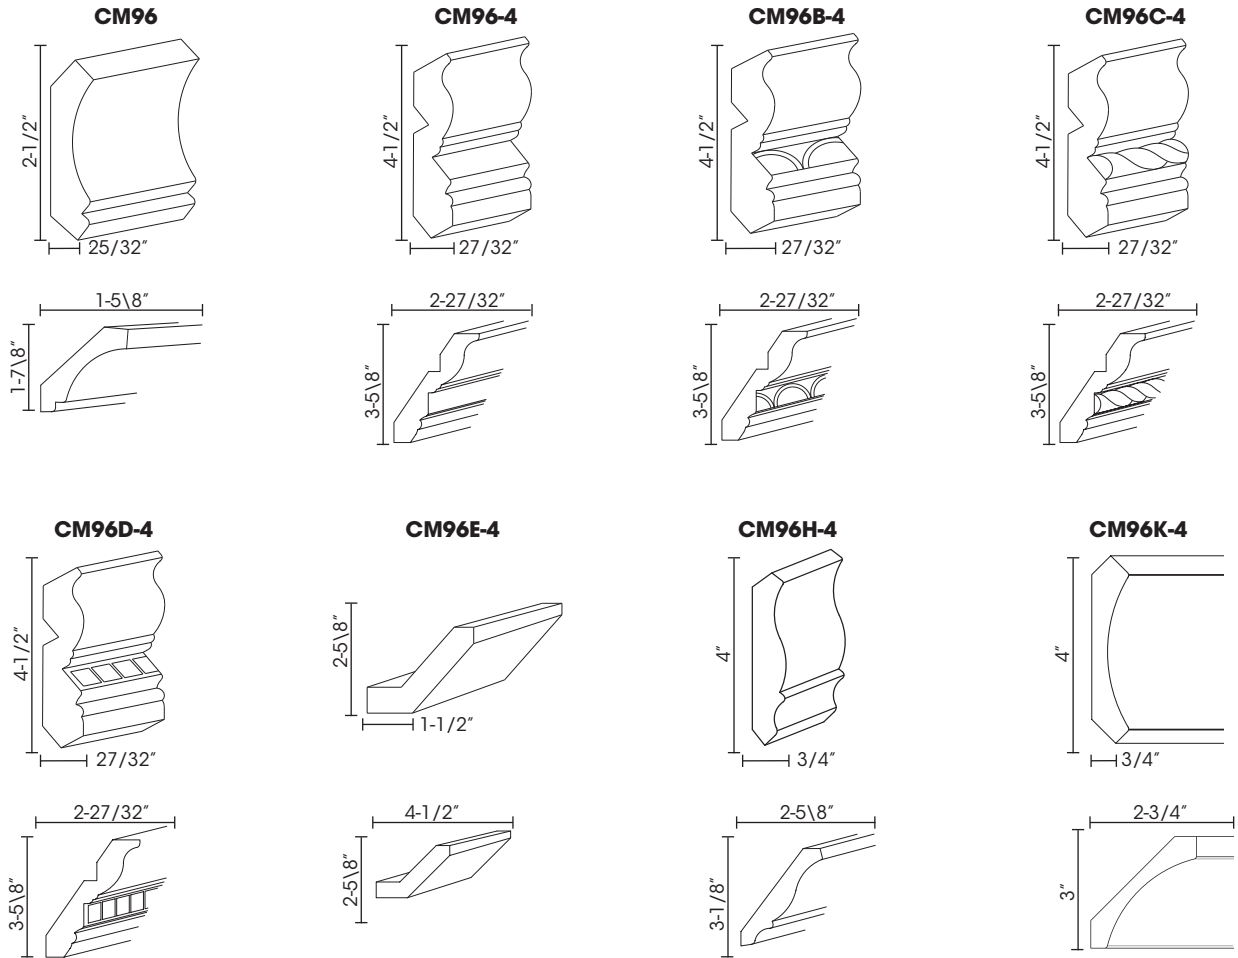 CM96 CM96-4 CM96B-4 CM96C-4
2-1/2" 4-1/2" 4-1/2" 4-1/2"
25/32" 27/32" 27/32" 27/32"
1-5\8" 2-27/32" 2-27/32" 2-27/32"
1-7\8" 3-5\8" 3-5\8" 3-5\8"
CM96D-4 CM96E-4 CM96H-4 CM96K-4
4-1/2" 2-5\8" 4" 4"
27/32" 1-1/2" 3/4" 3/4"
2-27/32" 4-1/2" 2-5\8" 2-3/4"
3-5\8" 2-5\8" 3-1/8" 3"